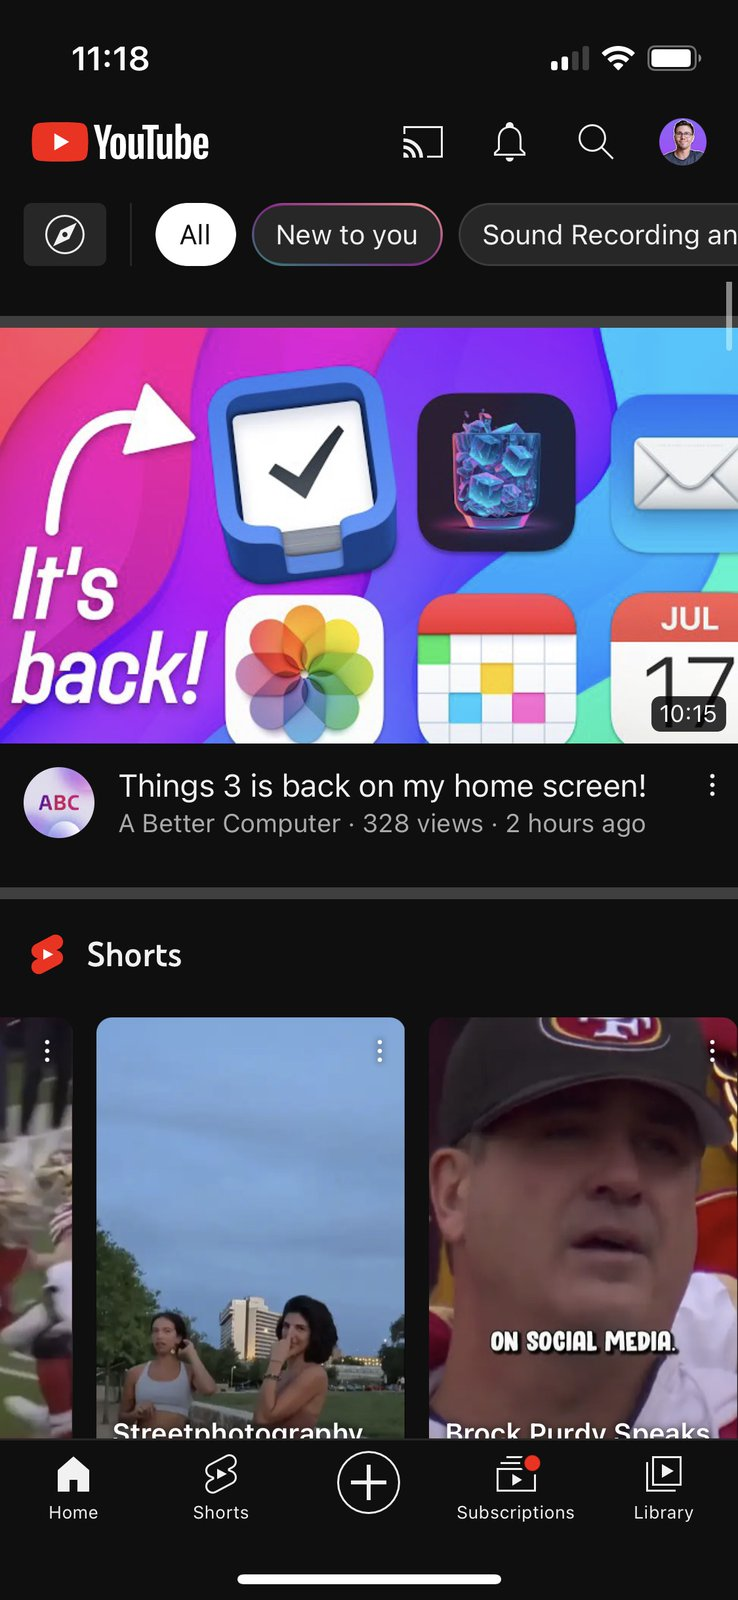 11:18
YouTube
All
New to you
Sound Recording an
It's
back!
JUL
17
10:15
ABC
Things 3 is back on my home screen!
A Better Computer · 328 views · 2 hours ago
Shorts
SF
ON SOCIAL MEDIA.
Streetphotography
Brock Purdy Speaks
Home
Shorts
Subscriptions
Library